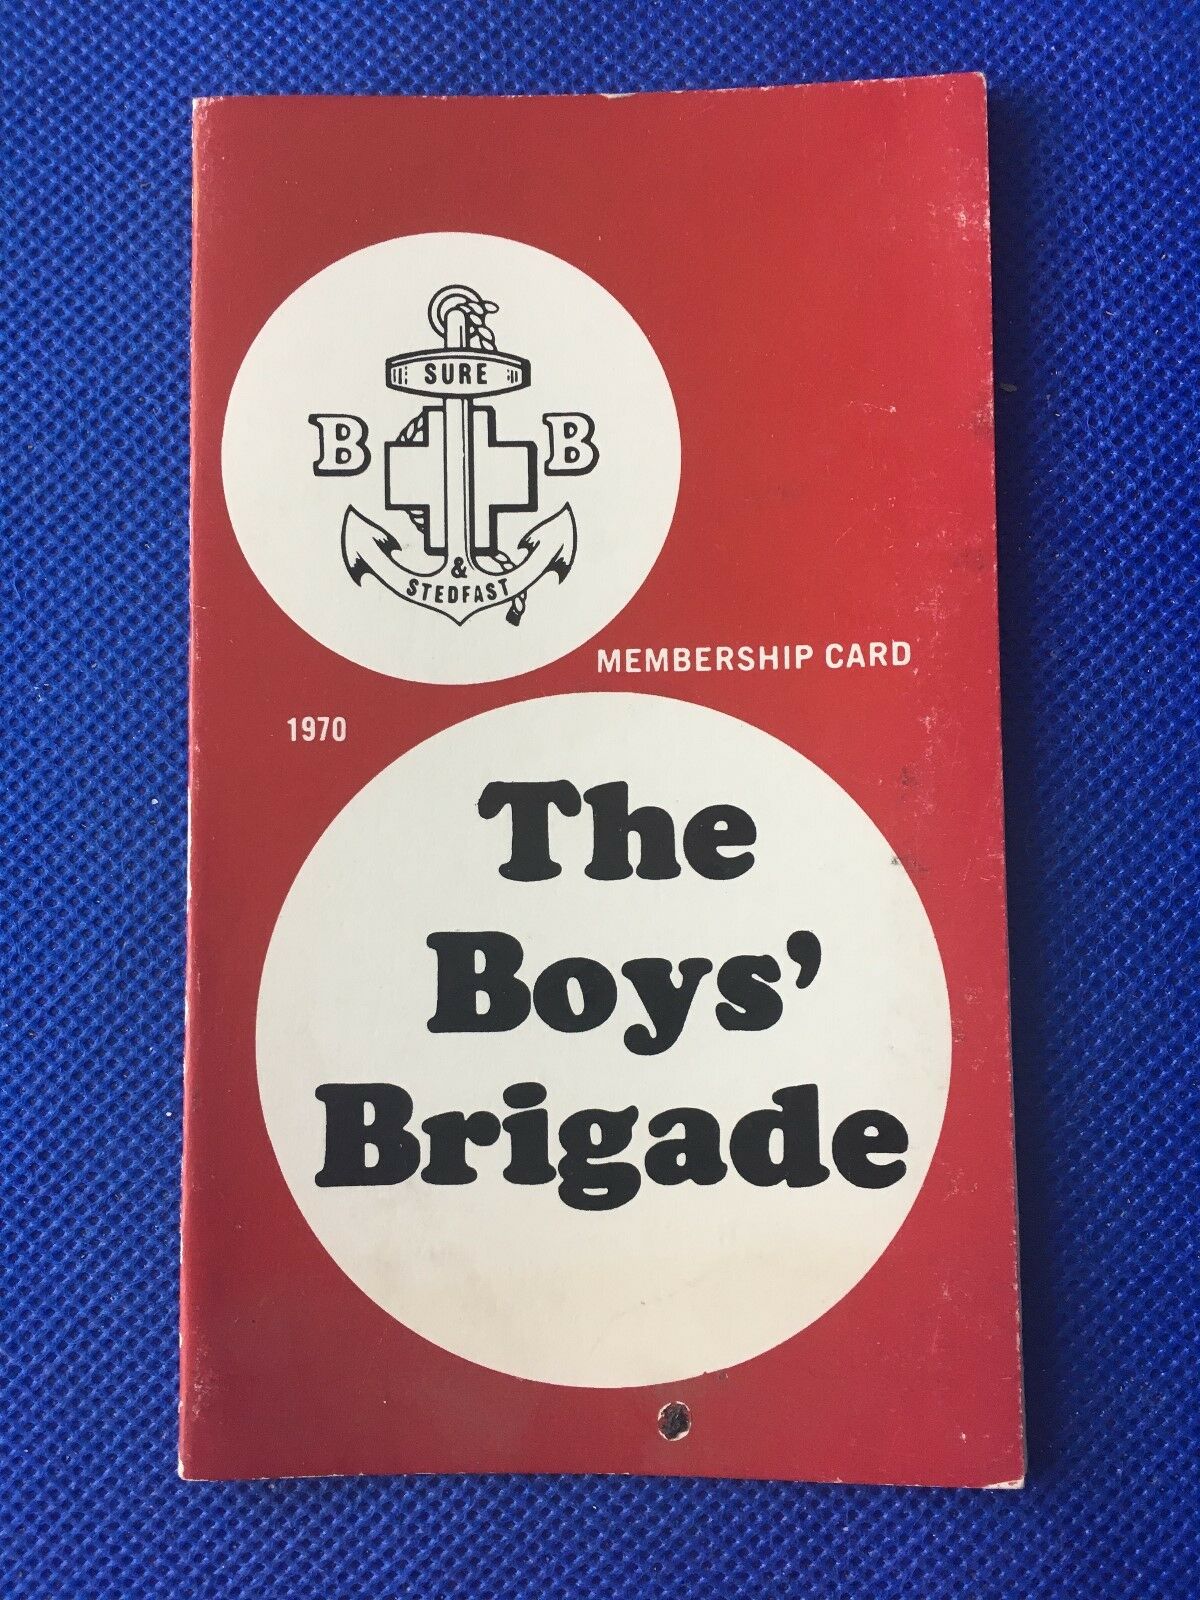 SURE
B B
&
STEDFAST
MEMBERSHIP CARD
1970
The
Boys’
Brigade